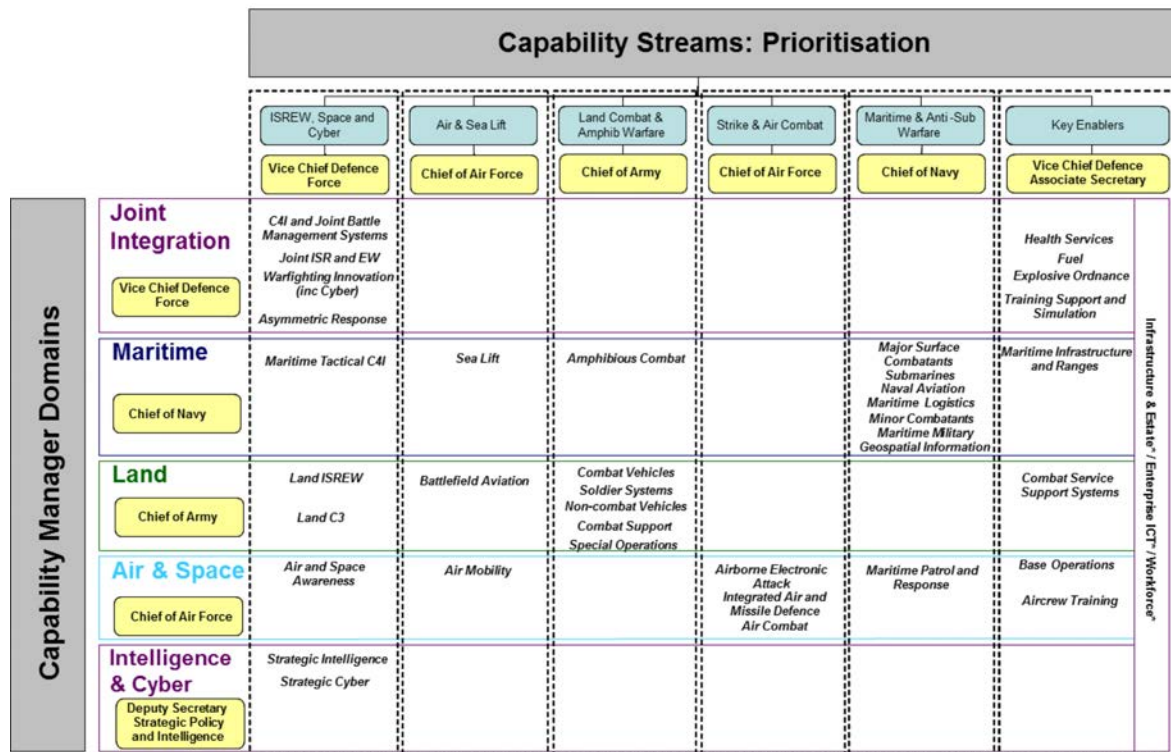 Capability Streams: Prioritisation
ISREW, Space and
Cyber
Air & Sea Lift
Land Combat &
Amphib Warfare
Strike & Air Combat
Maritime & Anti -Sub
Warfare
Key Enablers
Vice Chief Defence
Force
Chief of Air Force
Chief of Army
Chief of Air Force
Chief of Navy
Vice Chief Defence
Associate Secretary
Capability Manager Domains
Joint
Integration
Vice Chief Defence
Force
C4I and Joint Battle
Management Systems
Joint ISR and EW
Warfighting Innovation
(inc Cyber)
Asymmetric Response
Health Services
Fuel
Explosive Ordnance
Training Support and
Simulation
Maritime
Chief of Navy
Maritime Tactical C4I
Sea Lift
Amphibious Combat
Major Surface
Combatants
Submarines
Naval Aviation
Maritime Logistics
Minor Combatants
Maritime Military
Geospatial Information
Maritime Infrastructure
and Ranges
Land
Chief of Army
Land ISREW
Land C3
Battlefield Aviation
Combat Vehicles
Soldier Systems
Non-combat Vehicles
Combat Support
Special Operations
Combat Service
Support Systems
Air & Space
Chief of Air Force
Air and Space
Awareness
Air Mobility
Airborne Electronic
Attack
Integrated Air and
Missile Defence
Air Combat
Maritime Patrol and
Response
Base Operations
Aircrew Training
Intelligence
& Cyber
Deputy Secretary
Strategic Policy
and Intelligence
Strategic Intelligence
Strategic Cyber
Infrastructure & Estate^ / Enterprise ICT^ / Workforce^